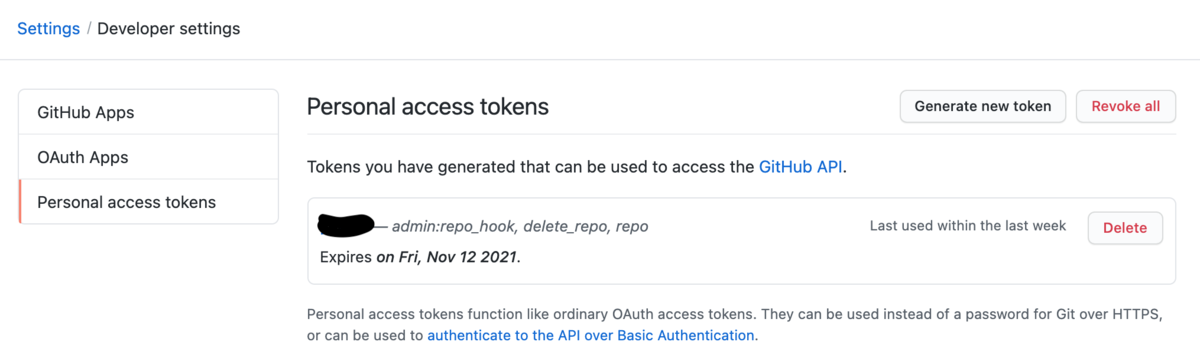 Settings / Developer settings
GitHub Apps
OAuth Apps
Personal access tokens
Personal access tokens
Generate new token
Revoke all
Tokens you have generated that can be used to access the GitHub API.
— admin:repo_hook, delete_repo, repo
Last used within the last week
Delete
Expires on Fri, Nov 12 2021.
Personal access tokens function like ordinary OAuth access tokens. They can be used instead of a password for Git over HTTPS,
or can be used to authenticate to the API over Basic Authentication.